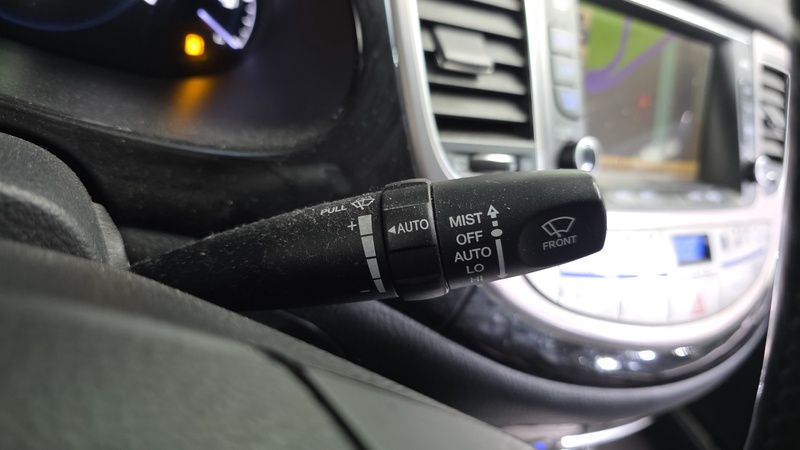 PULL
+
◀AUTO
-
MIST
OFF
AUTO
LO
HI
FRONT